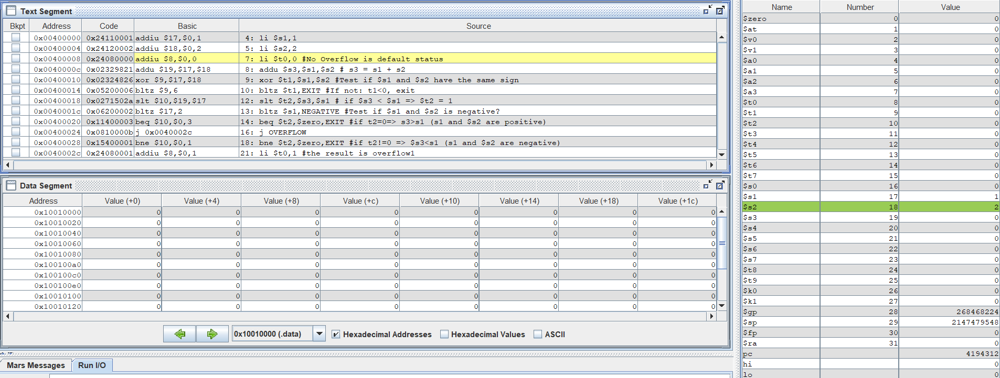 Text Segment
Bkpt Address Code Basic Source
0x00400000 0x24110001 addiu $17,$0,1 4: li $s1,1
0x00400004 0x24120002 addiu $18,$0,2 5: li $s2,2
0x00400008 0x24080000 addiu $8,$0,0 7: li $t0,0 #No Overflow is default status
0x0040000c 0x02329821 addu $19,$17,$18 8: addu $s3,$s1,$s2 # s3 = s1 + s2
0x00400010 0x02324826 xor $9,$17,$18 9: xor $t1,$s1,$s2 #Test if $s1 and $s2 have the same sign
0x00400014 0x05200006 bltz $9,6 10: bltz $t1,EXIT #If not: t1<0, exit
0x00400018 0x0271502a slt $10,$19,$17 12: slt $t2,$s3,$s1 # if $s3 < $s1 => $t2 = 1
0x0040001c 0x06200002 bltz $17,2 13: bltz $s1,NEGATIVE #Test if $s1 and $s2 is negative?
0x00400020 0x11400003 beq $10,$0,3 14: beq $t2,$zero,EXIT #if t2=0=> s3>s1 (s1 and $s2 are positive)
0x00400024 0x0810000b j 0x0040002c 16: j OVERFLOW
0x00400028 0x15400001 bne $10,$0,1 18: bne $t2,$zero,EXIT #if t2!=0 => $s3<s1 (s1 and $s2 are negative)
0x0040002c 0x24080001 addiu $8,$0,1 21: li $t0,1 #the result is overflow1
Data Segment
Address Value (+0) Value (+4) Value (+8) Value (+c) Value (+10) Value (+14) Value (+18) Value (+1c)
0x10010000 0 0 0 0 0 0 0 0
0x10010020 0 0 0 0 0 0 0 0
0x10010040 0 0 0 0 0 0 0 0
0x10010060 0 0 0 0 0 0 0 0
0x10010080 0 0 0 0 0 0 0 0
0x100100a0 0 0 0 0 0 0 0 0
0x100100c0 0 0 0 0 0 0 0 0
0x100100e0 0 0 0 0 0 0 0 0
0x10010100 0 0 0 0 0 0 0 0
0x10010120 0 0 0 0 0 0 0 0
0x10010000 (.data) Hexadecimal Addresses Hexadecimal Values ASCII
Mars Messages Run I/O
Name Number Value
$zero 0 0
$at 1 0
$v0 2 0
$v1 3 0
$a0 4 0
$a1 5 0
$a2 6 0
$a3 7 0
$t0 8 0
$t1 9 0
$t2 10 0
$t3 11 0
$t4 12 0
$t5 13 0
$t6 14 0
$t7 15 0
$s0 16 0
$s1 17 1
$s2 18 2
$s3 19 0
$s4 20 0
$s5 21 0
$s6 22 0
$s7 23 0
$t8 24 0
$t9 25 0
$k0 26 0
$k1 27 0
$gp 28 268468224
$sp 29 2147479548
$fp 30 0
$ra 31 0
pc 4194312
hi 0
lo 0